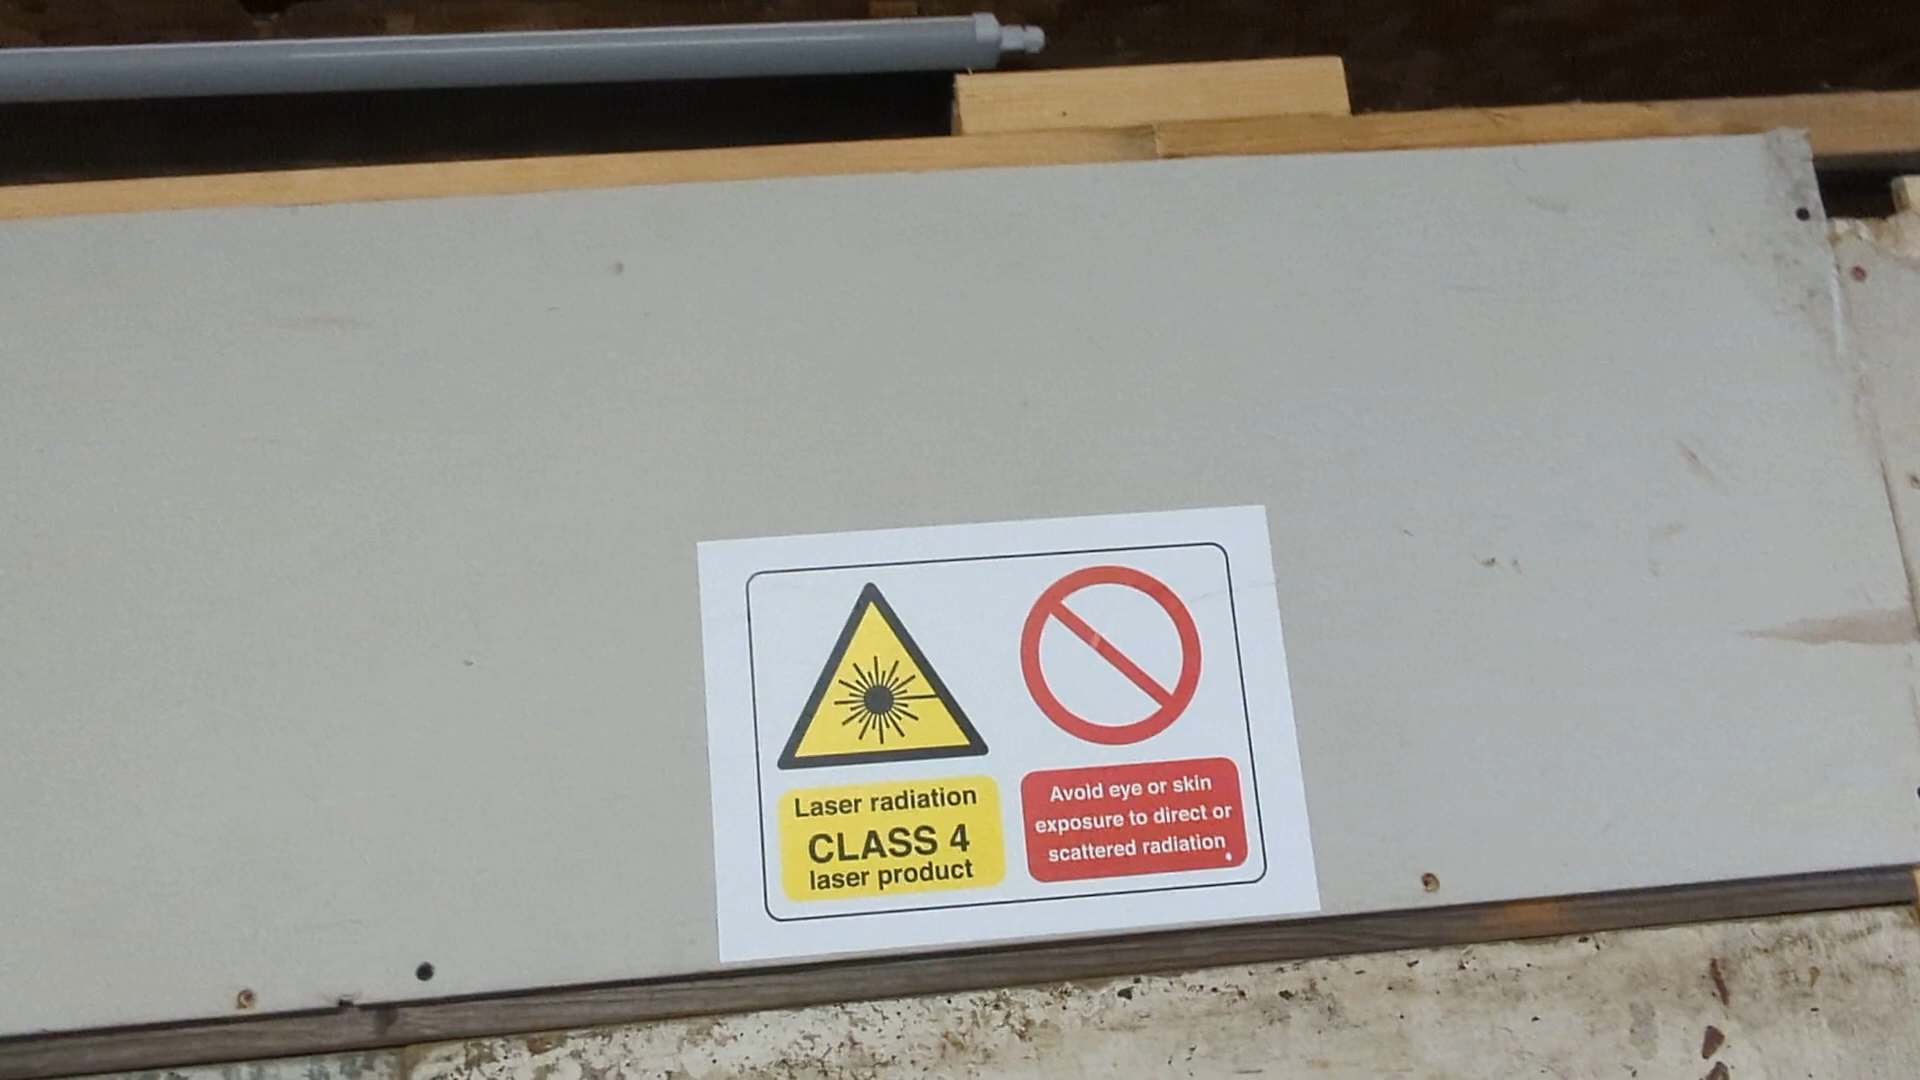 Laser radiation
CLASS 4
laser product
Avoid eye or skin
exposure to direct or
scattered radiation